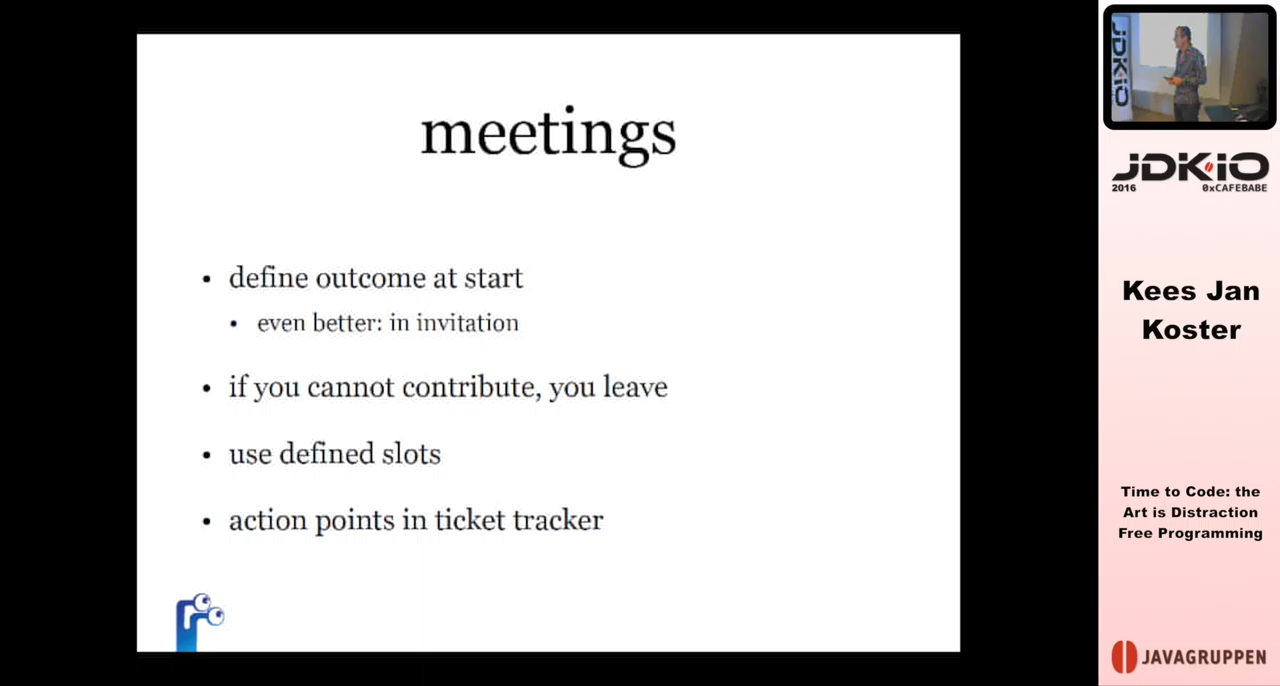 meetings
• define outcome at start
• even better: in invitation
• if you cannot contribute, you leave
• use defined slots
• action points in ticket tracker
JDKiO
JDKiO
2016 0xCAFEBABE
Kees Jan
Koster
Time to Code: the
Art is Distraction
Free Programming
JAVAGRUPPEN